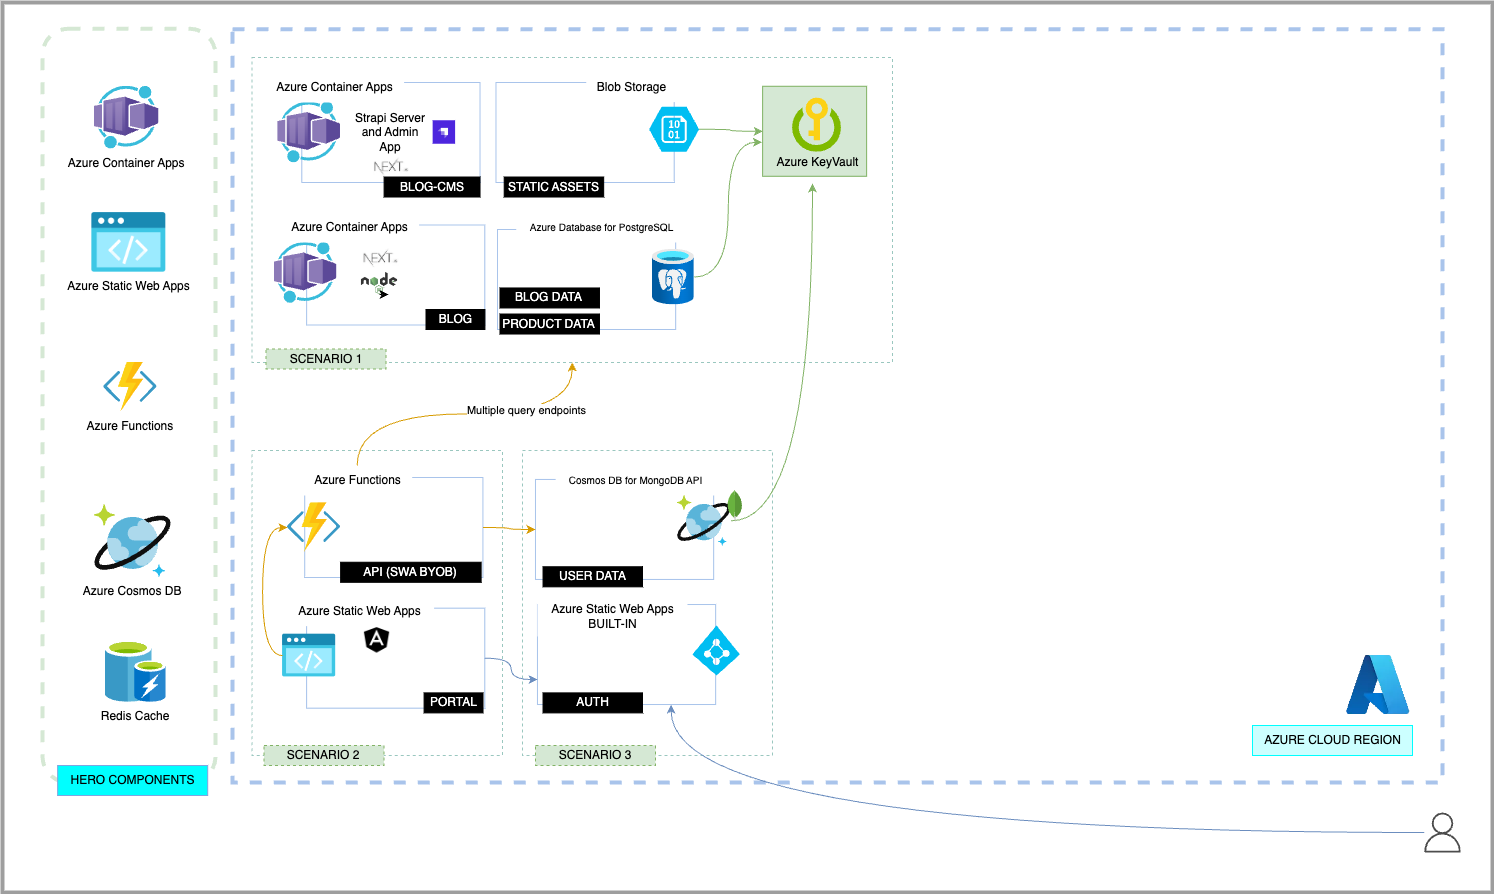 Azure Container Apps
Azure Static Web Apps
Azure Functions
Azure Cosmos DB
Redis Cache
HERO COMPONENTS
Azure Container Apps
Strapi Server
and Admin
App
NEXT.JS
BLOG-CMS
Blob Storage
10
01
STATIC ASSETS
Azure KeyVault
Azure Container Apps
NEXT.JS
node
BLOG
Azure Database for PostgreSQL
BLOG DATA
PRODUCT DATA
SCENARIO 1
Multiple query endpoints
Azure Functions
API (SWA BYOB)
Cosmos DB for MongoDB API
USER DATA
Azure Static Web Apps
PORTAL
Azure Static Web Apps
BUILT-IN
AUTH
SCENARIO 2
SCENARIO 3
AZURE CLOUD REGION